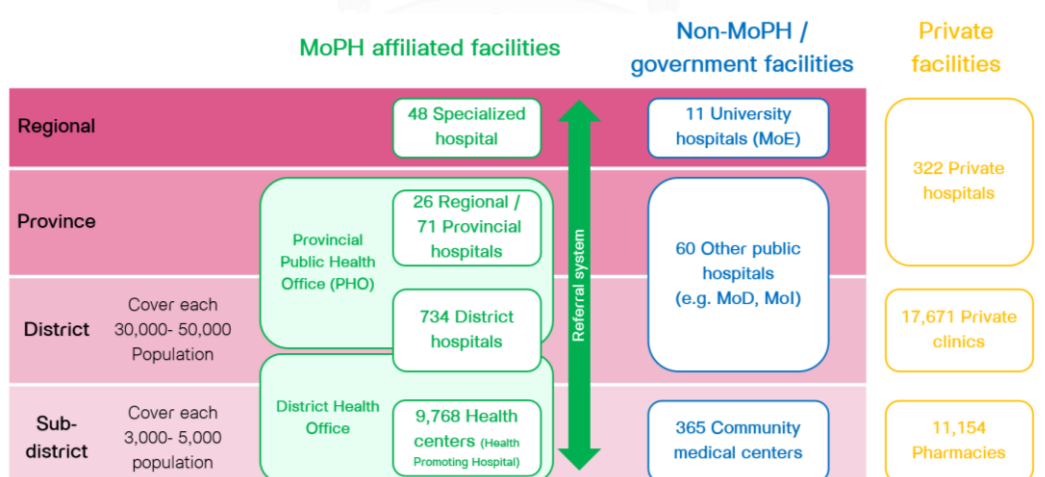 MoPH affiliated facilities
Non-MoPH /
government facilities
Private
facilities
Regional
48 Specialized
hospital
11 University
hospitals (MoE)
322 Private
hospitals
Province
Provincial
Public Health
Office (PHO)
26 Regional /
71 Provincial
hospitals
Referral system
60 Other public
hospitals
(e.g. MoD, MoI)
District
Cover each
30,000- 50,000
Population
734 District
hospitals
17,671 Private
clinics
Sub-
district
Cover each
3,000- 5,000
population
District Health
Office
9,768 Health
centers (Health
Promoting Hospital)
365 Community
medical centers
11,154
Pharmacies